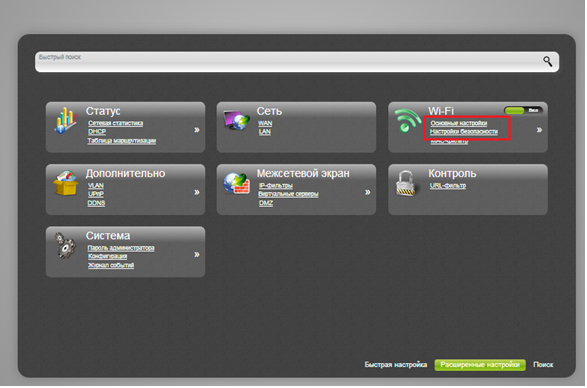 Быстрый поиск
Статус
Сетевая статистика
DHCP
Таблица маршрутизации
»
Сеть
WAN
LAN
Wi-Fi
Вкл
Основные настройки
Настройки безопасности
»
Дополнительно
VLAN
UPnP
DDNS
»
Межсетевой экран
IP-фильтры
Виртуальные серверы
DMZ
»
Контроль
URL-фильтр
Система
Пароль администратора
Конфигурация
Журнал событий
»
Быстрая настройка
Расширенные настройки
Поиск